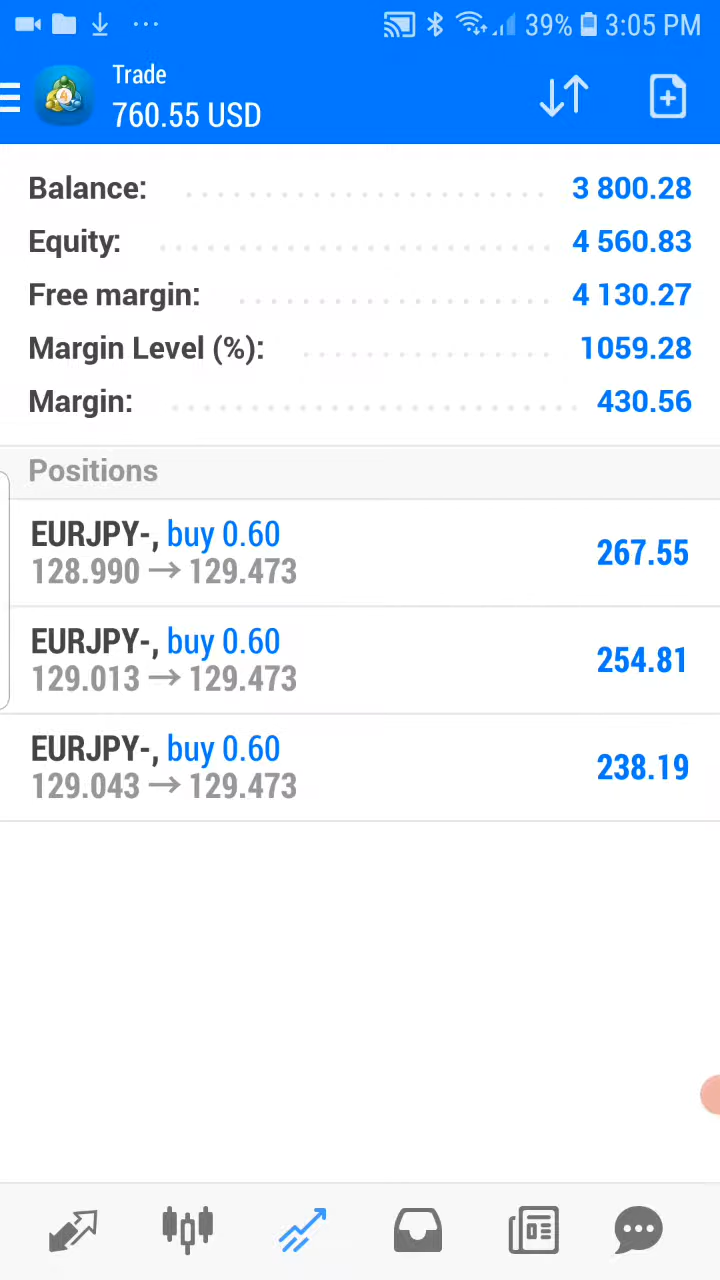 39% 3:05 PM
Trade
760.55 USD
Balance: 3 800.28
Equity: 4 560.83
Free margin: 4 130.27
Margin Level (%): 1059.28
Margin: 430.56
Positions
EURJPY-, buy 0.60
128.990 → 129.473
267.55
EURJPY-, buy 0.60
129.013 → 129.473
254.81
EURJPY-, buy 0.60
129.043 → 129.473
238.19